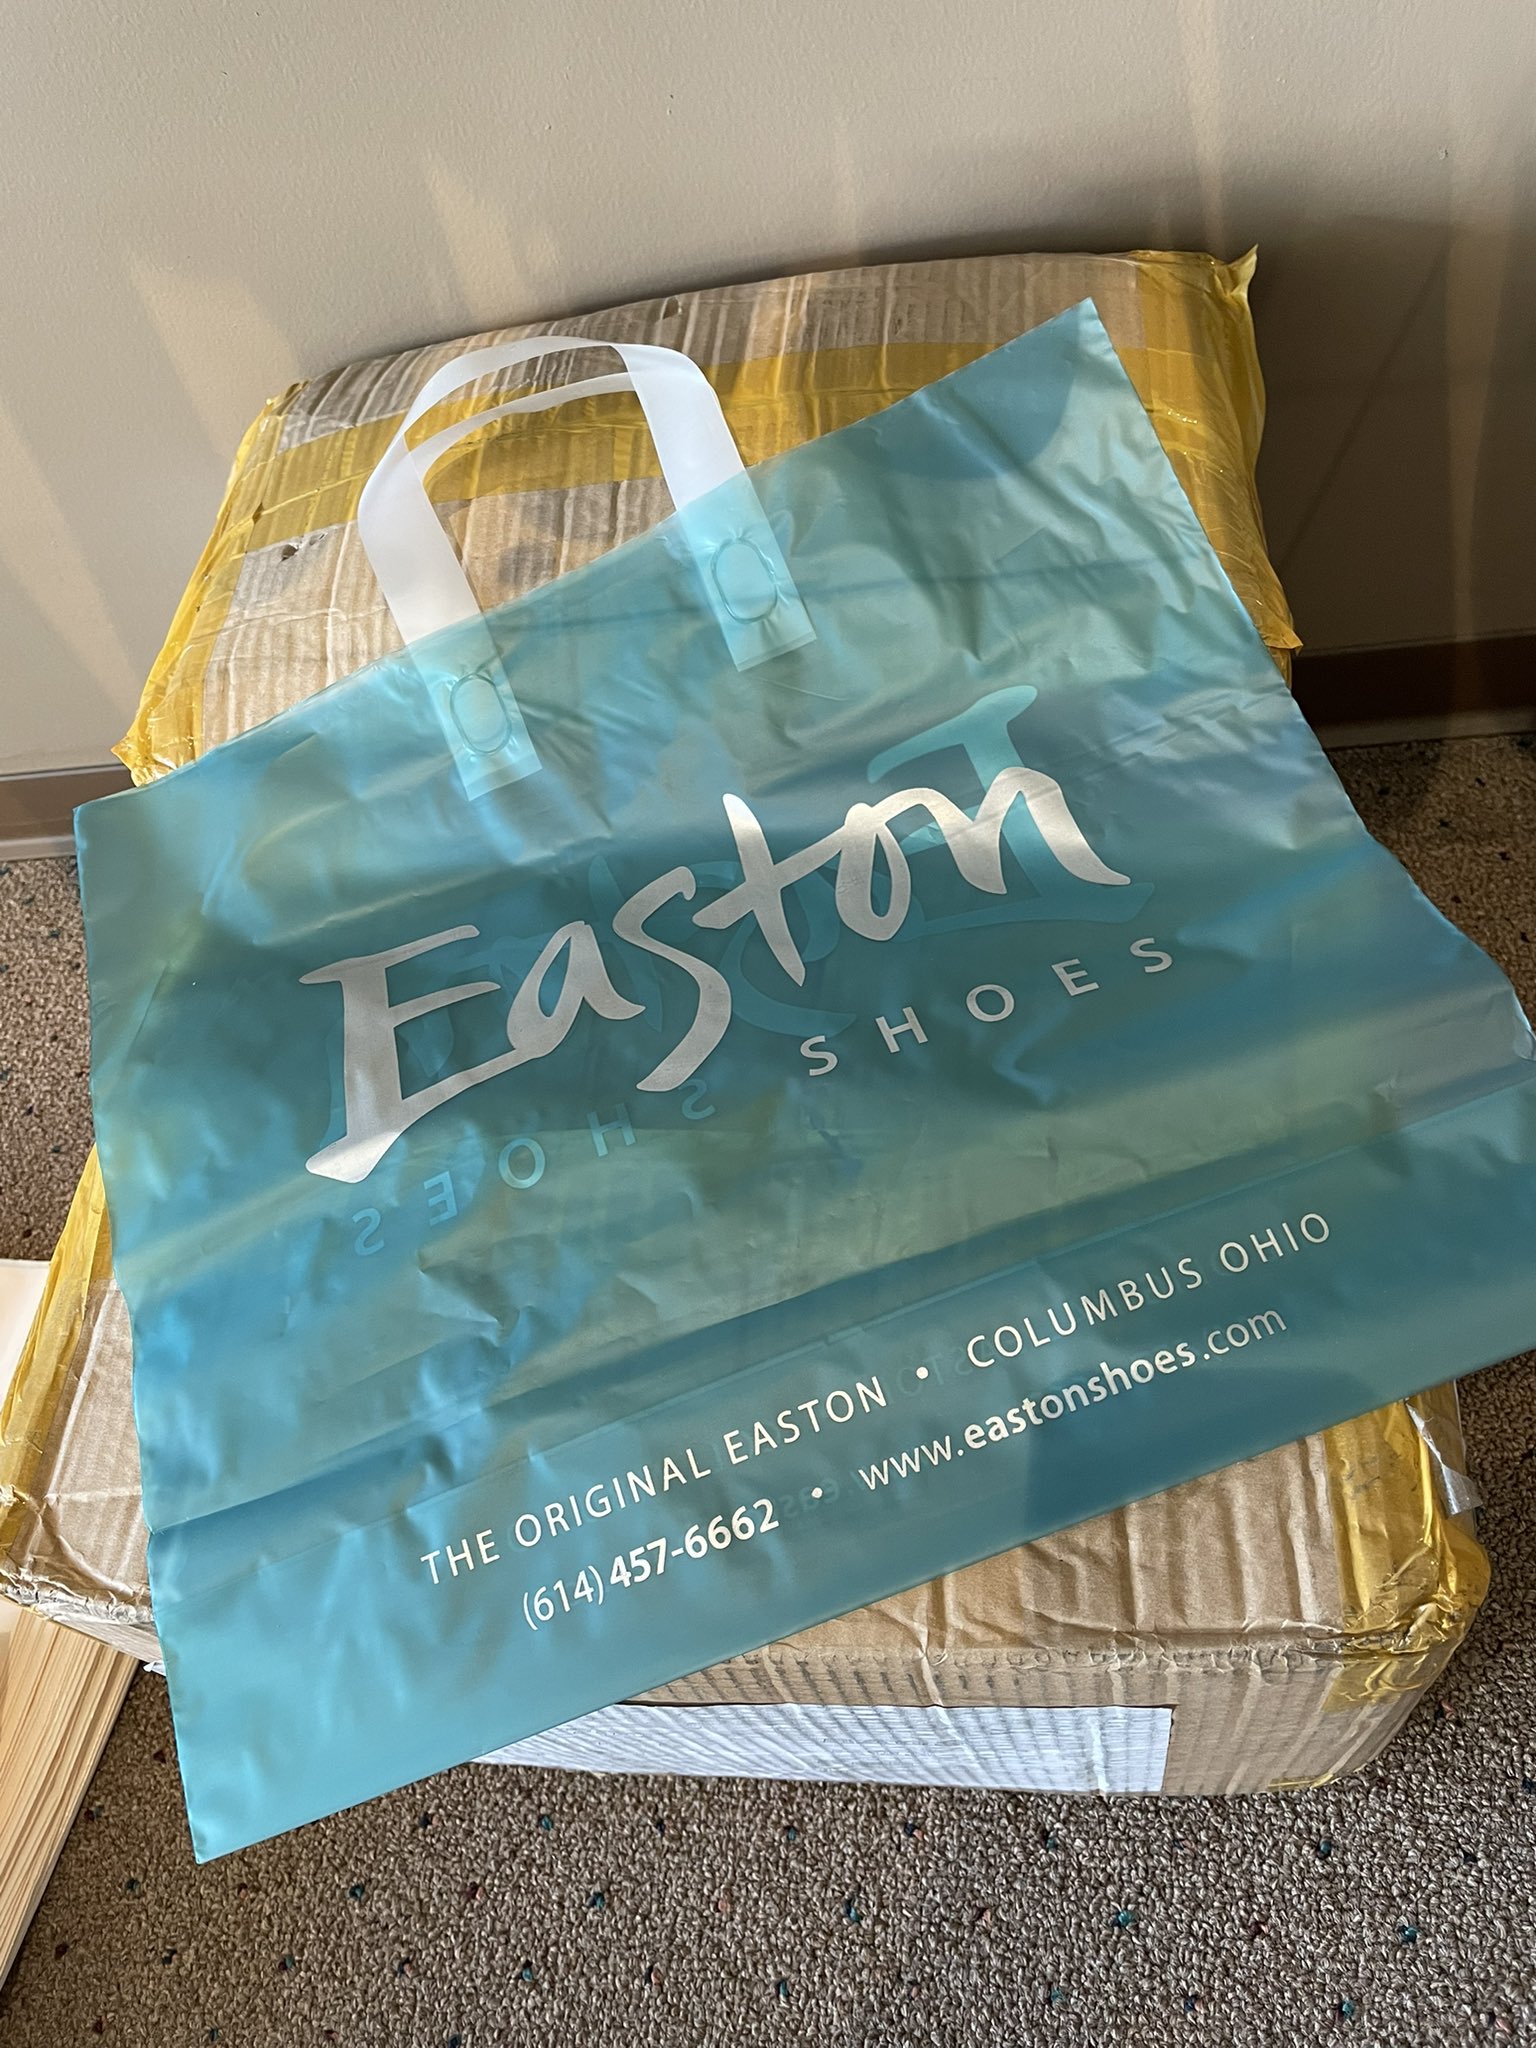 Easton
SHOES
THE ORIGINAL EASTON • COLUMBUS OHIO
(614) 457-6662 • www.eastonshoes.com